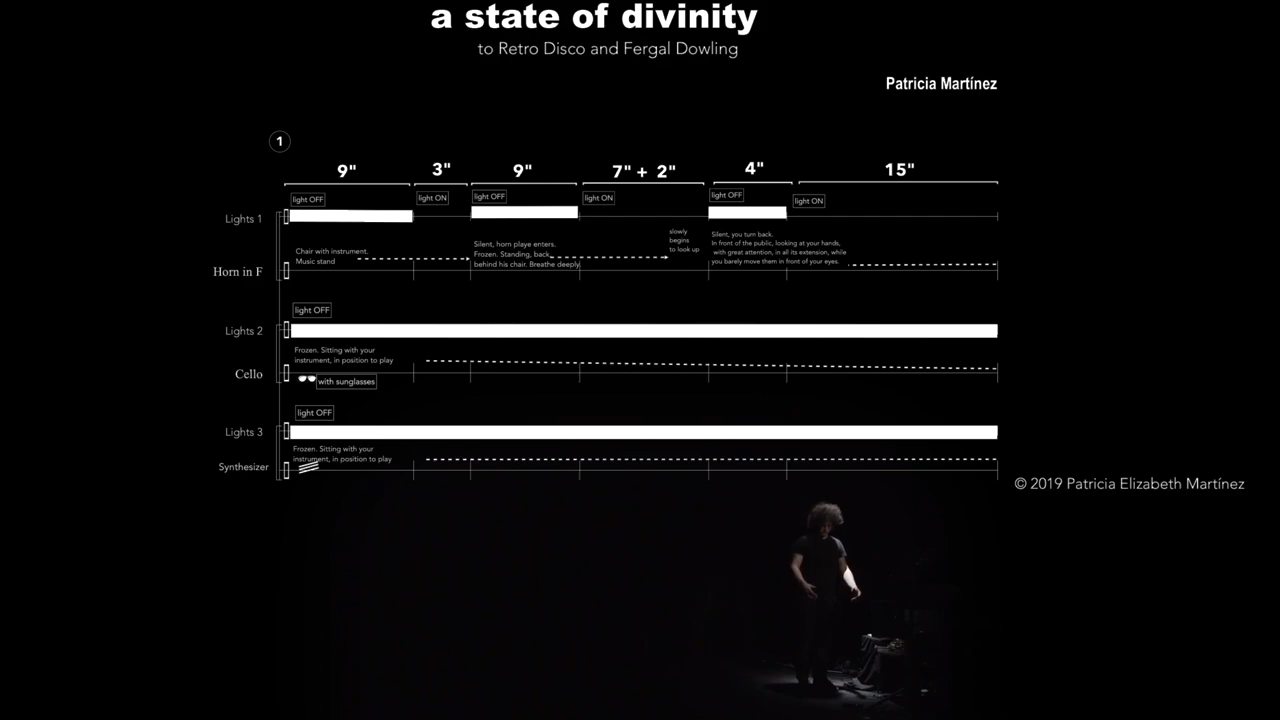 a state of divinity
to Retro Disco and Fergal Dowling
Patricia Martínez
1
9" 3" 9" 7" + 2" 4" 15"
light OFF light ON light OFF light ON light OFF light ON
Lights 1
Chair with instrument.
Music stand
Silent, horn playe enters.
Frozen. Standing, back
behind his chair. Breathe deeply
slowly
begins
to look up
Silent, you turn back.
In front of the public, looking at your hands,
with great attention, in all its extension, while
you barely move them in front of your eyes.
Horn in F
light OFF
Lights 2
Frozen. Sitting with your
instrument, in position to play
Cello
with sunglasses
light OFF
Lights 3
Frozen. Sitting with your
instrument, in position to play
Synthesizer
© 2019 Patricia Elizabeth Martínez